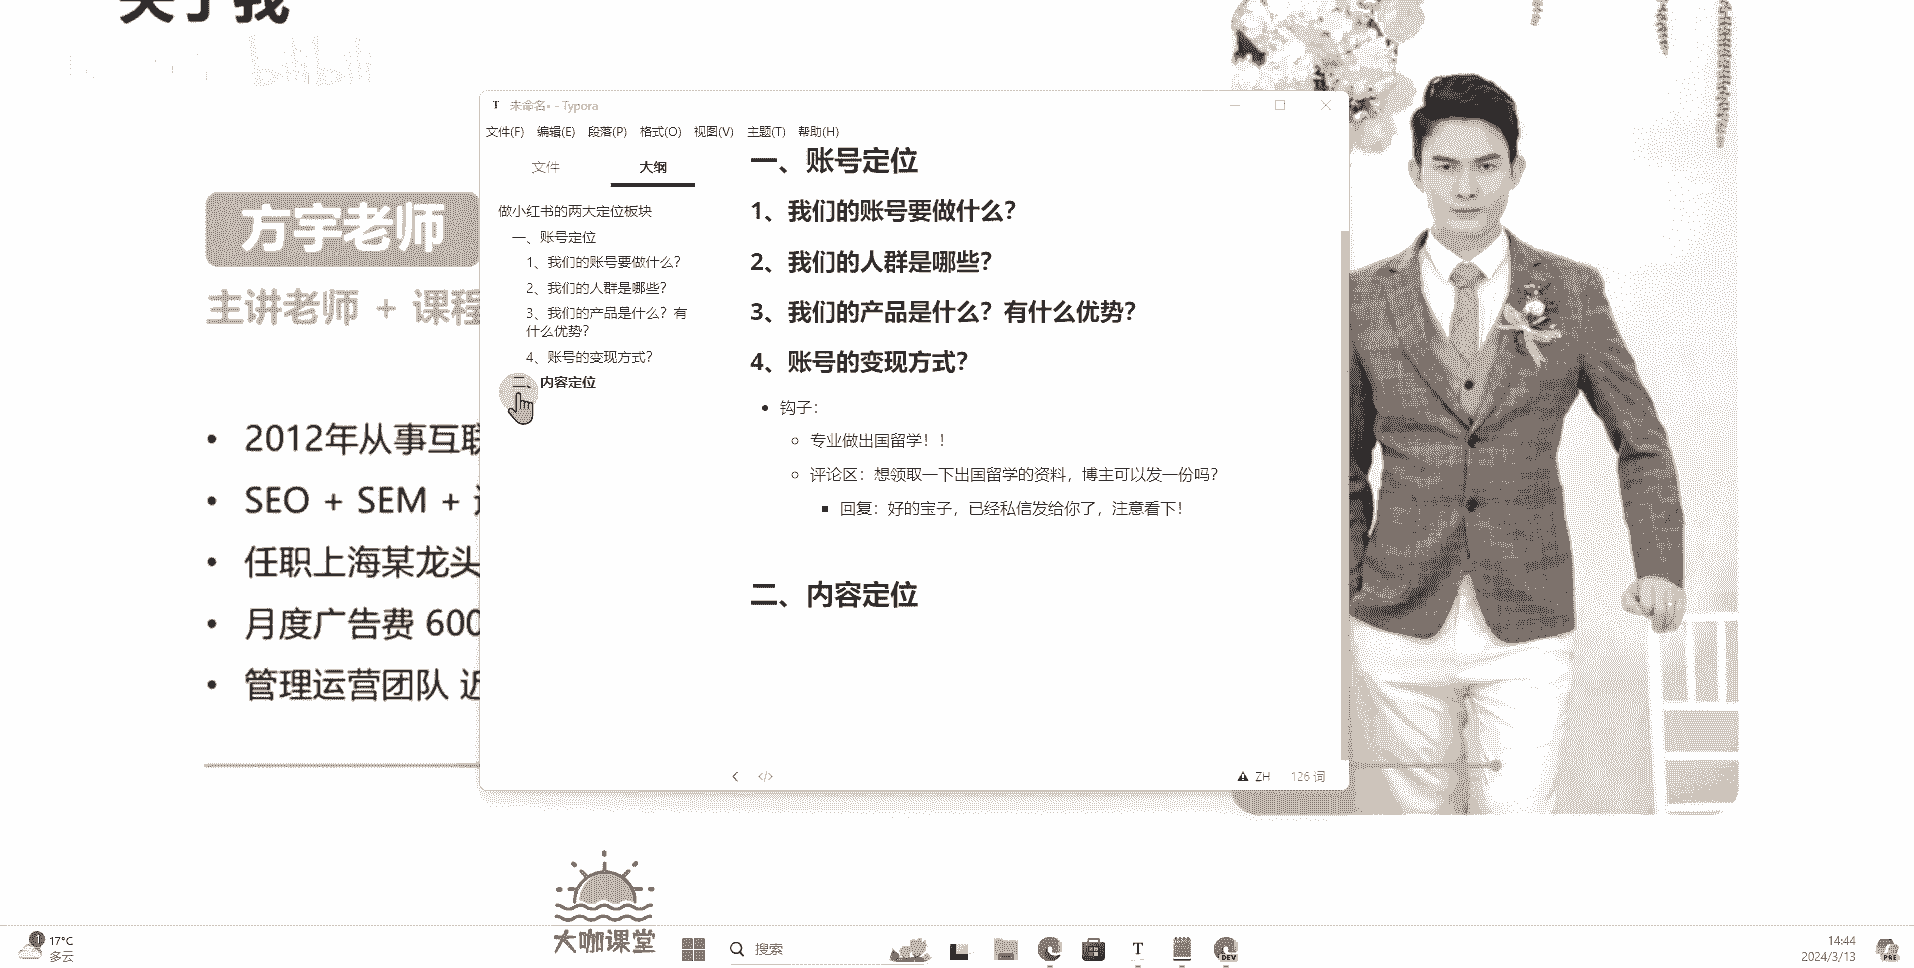 关于我
bilibili
方宇老师
主讲老师 + 课程
2012年从事互联
SEO + SEM +
任职上海某龙头
月度广告费 600
管理运营团队 近
T 未命名• - Typora
文件(F) 编辑(E) 段落(P) 格式(O) 视图(V) 主题(T) 帮助(H)
文件 大纲
做小红书的两大定位板块
一、账号定位
1、我们的账号要做什么？
2、我们的人群是哪些？
3、我们的产品是什么？有
什么优势？
4、账号的变现方式？
二、内容定位
一、账号定位
1、我们的账号要做什么？
2、我们的人群是哪些？
3、我们的产品是什么？有什么优势？
4、账号的变现方式？
钩子：
专业做出国留学！！
评论区：想领取一下出国留学的资料，博主可以发一份吗？
回复：好的宝子，已经私信发给你了，注意看下！
二、内容定位
ZH 126 词
大咖课堂
1
17°C
多云
搜索
T
DEV
14:44
2024/3/13
PRE